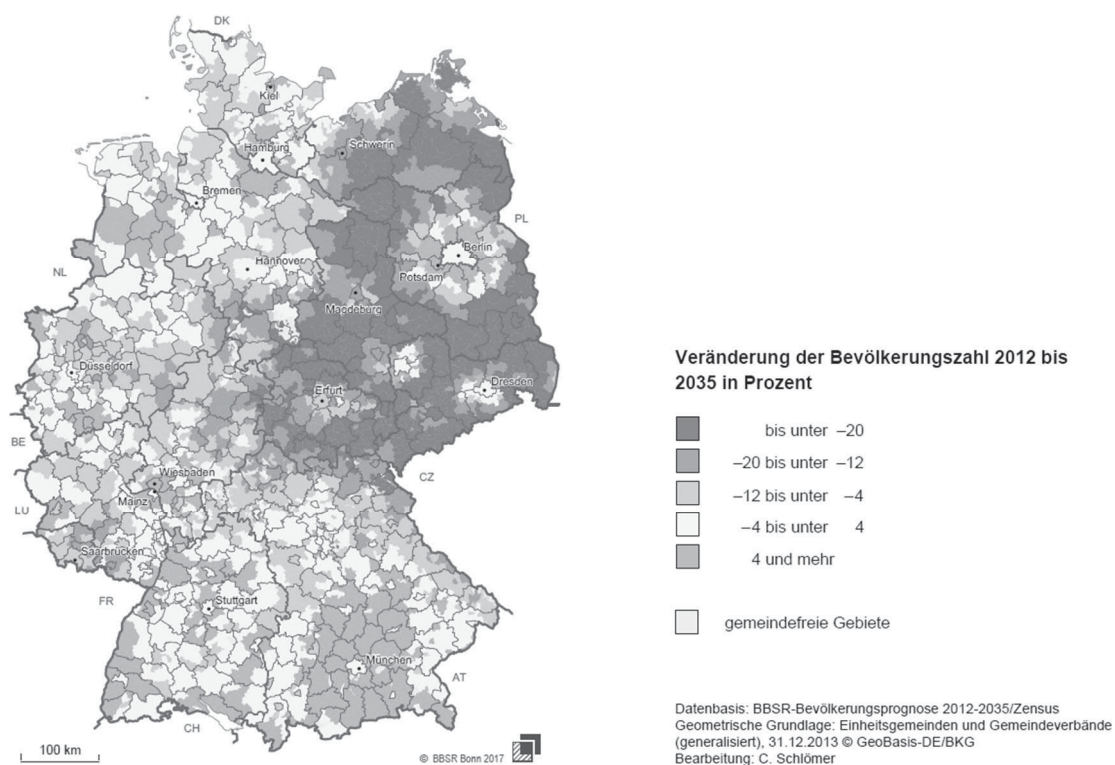 DK
Kiel
Hamburg
Schwerin
Bremen
PL
Berlin
Hannover
NL
Potsdam
Magdeburg
Düsseldorf
Dresden
Erfurt
BE
Wiesbaden
CZ
Mainz
LU
Saarbrücken
FR
Stuttgart
München
AT
CH
100 km
© BBSR Bonn 2017
Veränderung der Bevölkerungszahl 2012 bis
2035 in Prozent
bis unter –20
–20 bis unter –12
–12 bis unter –4
–4 bis unter 4
4 und mehr
gemeindefreie Gebiete
Datenbasis: BBSR-Bevölkerungsprognose 2012-2035/Zensus
Geometrische Grundlage: Einheitsgemeinden und Gemeindeverbände
(generalisiert), 31.12.2013 © GeoBasis-DE/BKG
Bearbeitung: C. Schlömer